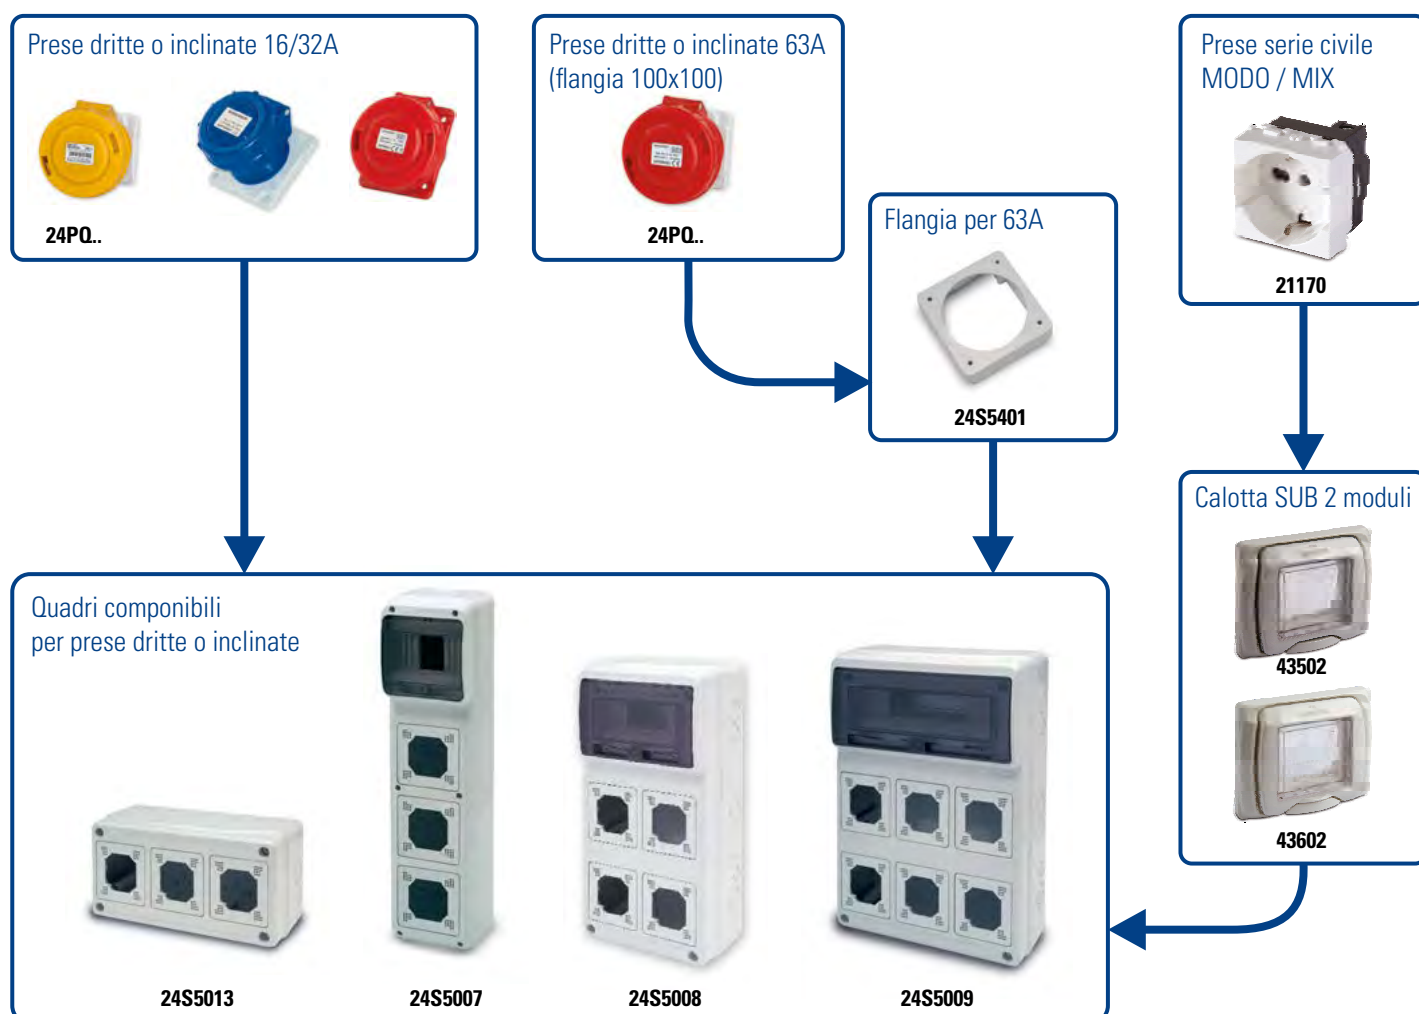 Prese dritte o inclinate 16/32A
24PQ..
Prese dritte o inclinate 63A
(flangia 100x100)
24PQ..
Flangia per 63A
24S5401
Prese serie civile
MODO / MIX
21170
Calotta SUB 2 moduli
43502
43602
Quadri componibili
per prese dritte o inclinate
24S5013
24S5007
24S5008
24S5009